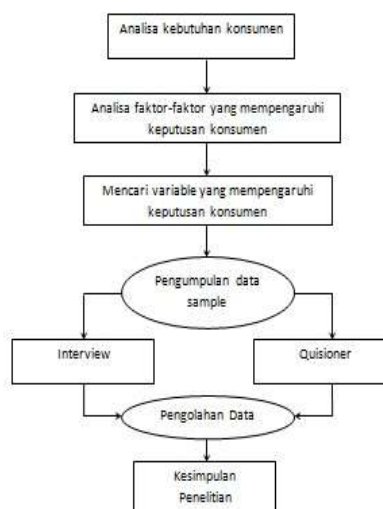 Analisa kebutuhan konsumen
Analisa faktor-faktor yang mempengaruhi
keputusan konsumen
Mencari variable yang mempengaruhi
keputusan konsumen
Pengumpulan data
sample
Interview
Quisioner
Pengolahan Data
Kesimpulan
Penelitian